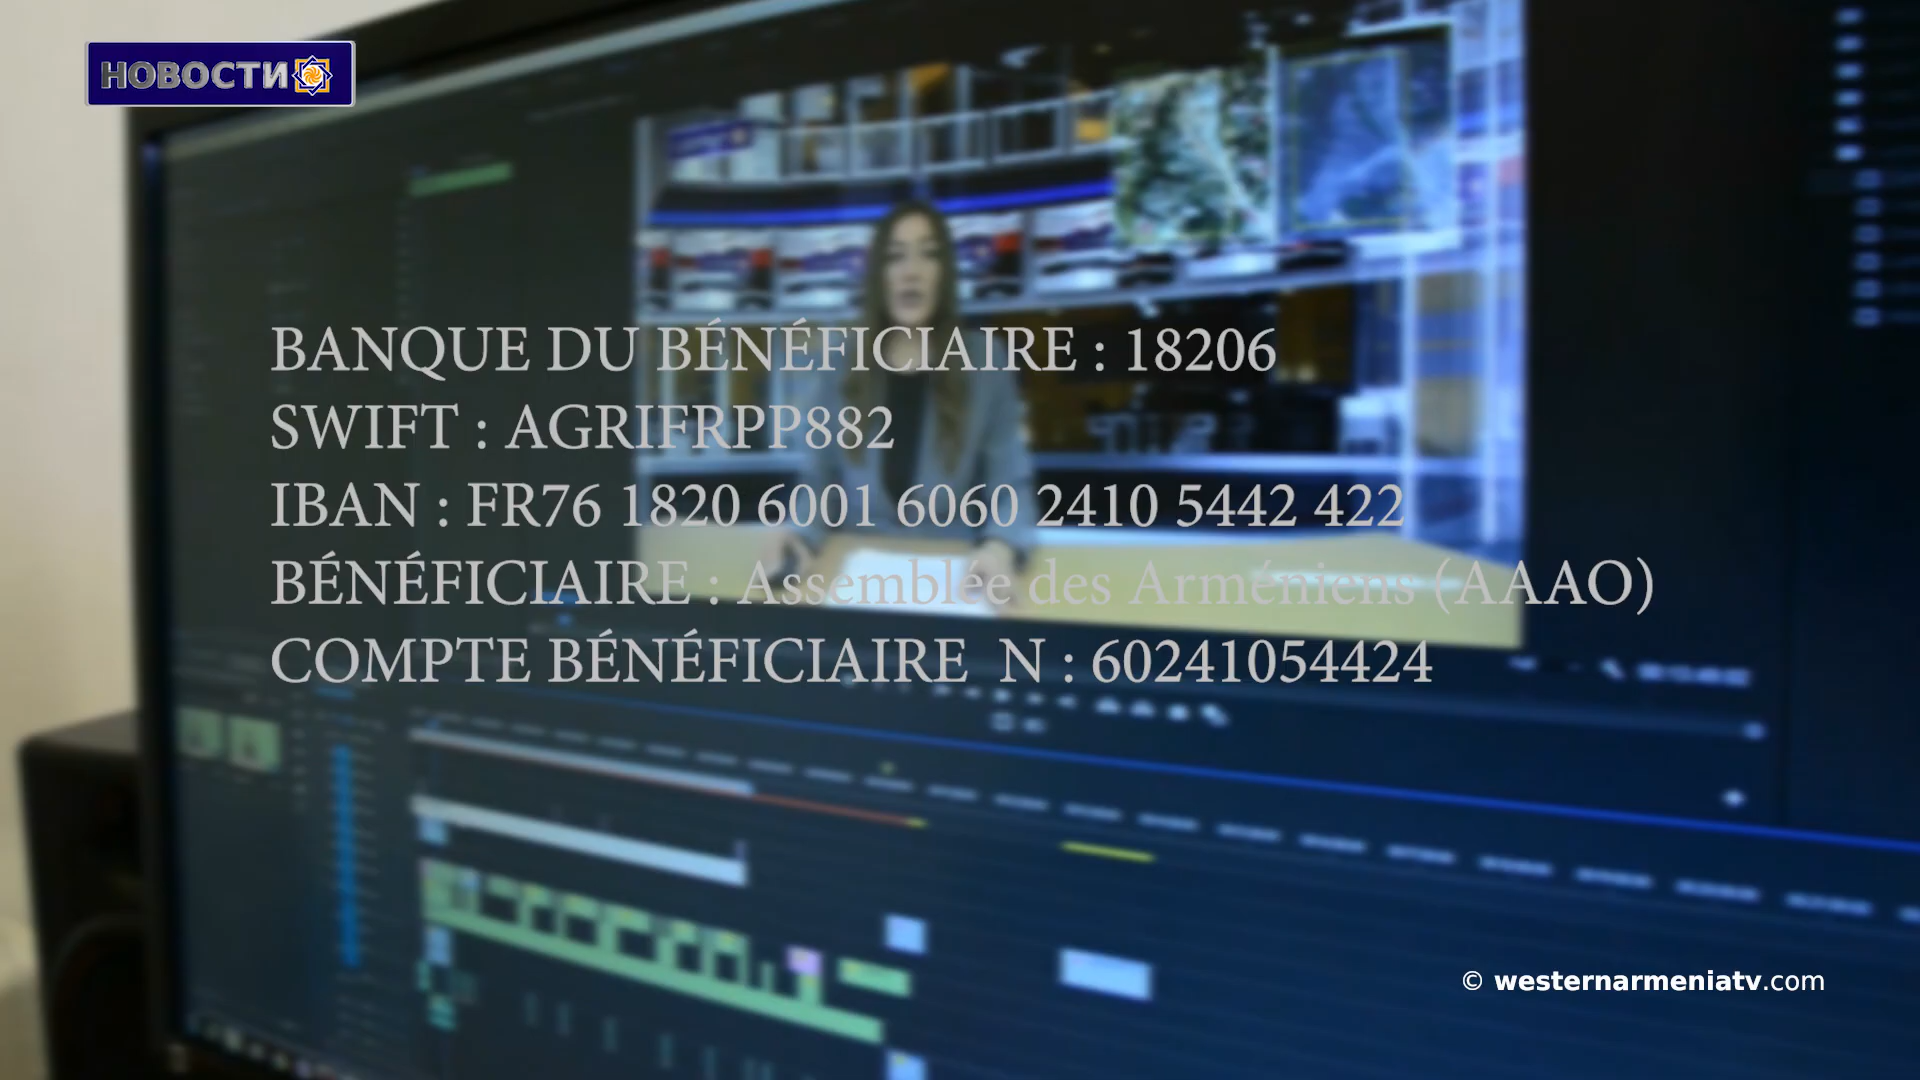 НОВОСТИ
BANQUE DU BÉNÉFICIAIRE : 18206
SWIFT : AGRIFRPP882
IBAN : FR76 1820 6001 6060 2410 5442 422
BÉNÉFICIAIRE : Assemblée des Arméniens (AAAO)
COMPTE BÉNÉFICIAIRE N : 60241054424
© westernarmeniatv.com